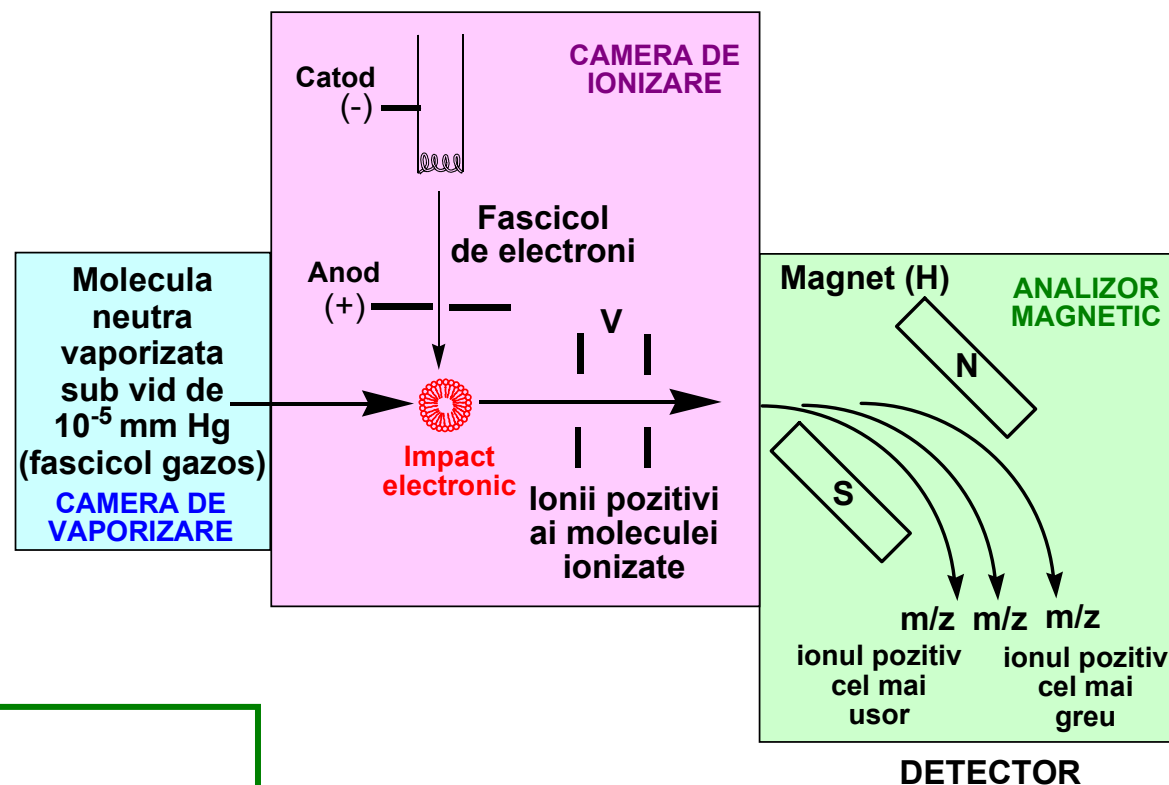 CAMERA DE
IONIZARE
Catod
(-)
Fascicol
de electroni
Anod
(+)
Molecula
neutra
vaporizata
sub vid de
10⁻⁵ mm Hg
(fascicol gazos)
CAMERA DE
VAPORIZARE
Impact
electronic
V
Ionii pozitivi
ai moleculei
ionizate
Magnet (H)
ANALIZOR
MAGNETIC
N
S
m/z m/z m/z
ionul pozitiv
cel mai
usor
ionul pozitiv
cel mai
greu
DETECTOR